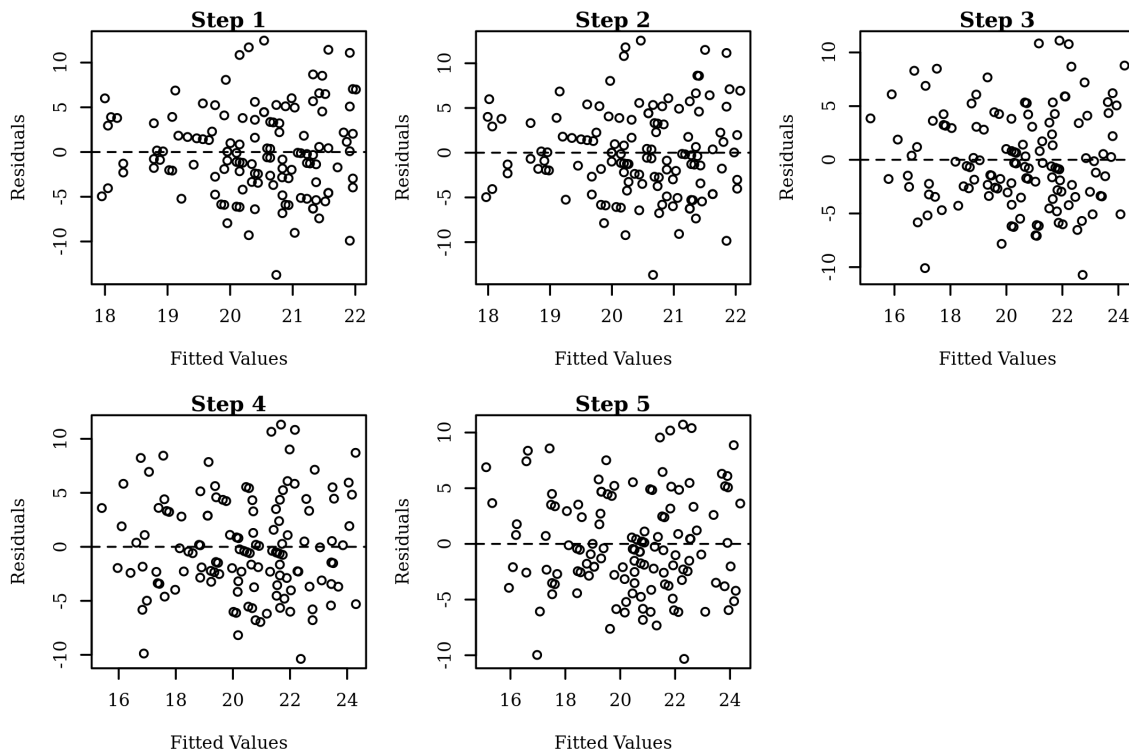 Step 1
Residuals
10
5
0
-5
-10
18 19 20 21 22
Fitted Values
Step 2
Residuals
10
5
0
-5
-10
18 19 20 21 22
Fitted Values
Step 3
Residuals
10
5
0
-5
-10
16 18 20 22 24
Fitted Values
Step 4
Residuals
10
5
0
-5
-10
16 18 20 22 24
Fitted Values
Step 5
Residuals
10
5
0
-5
-10
16 18 20 22 24
Fitted Values